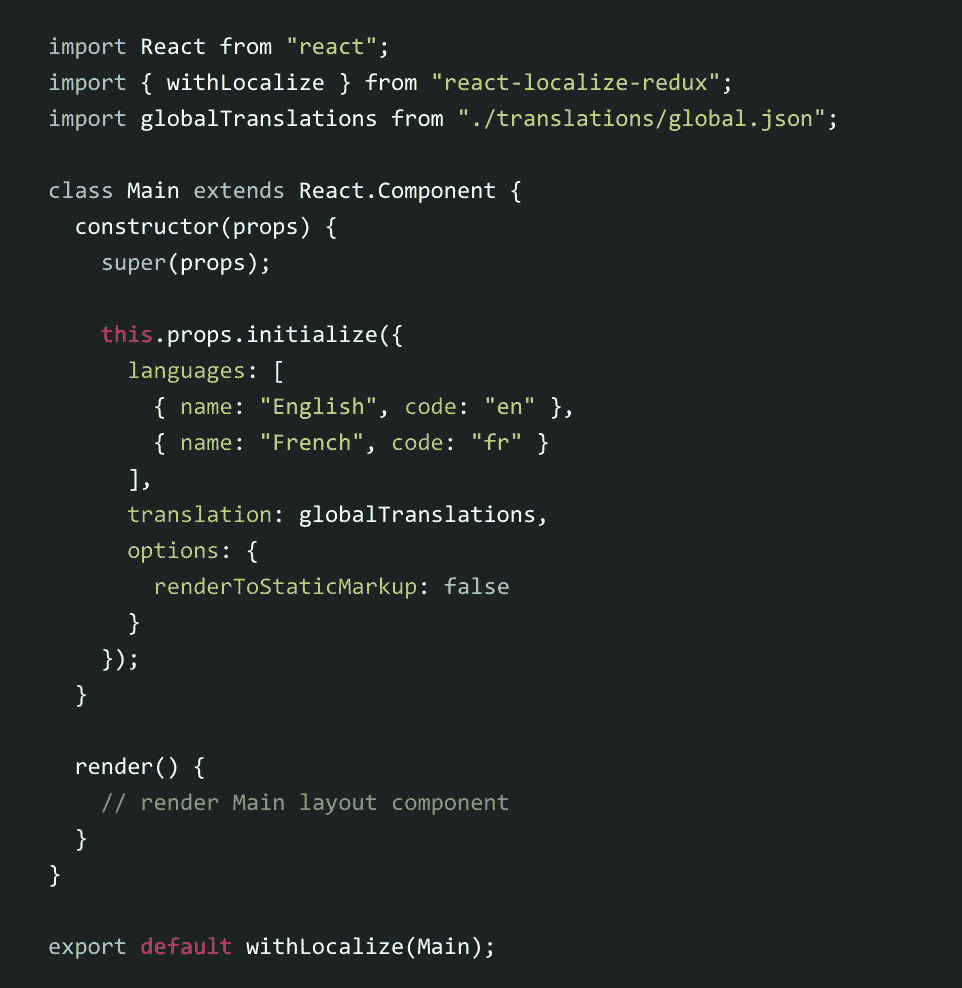 import React from "react";
import { withLocalize } from "react-localize-redux";
import globalTranslations from "./translations/global.json";

class Main extends React.Component {
  constructor(props) {
    super(props);

    this.props.initialize({
      languages: [
        { name: "English", code: "en" },
        { name: "French", code: "fr" }
      ],
      translation: globalTranslations,
      options: {
        renderToStaticMarkup: false
      }
    });
  }

  render() {
    // render Main layout component
  }
}

export default withLocalize(Main);